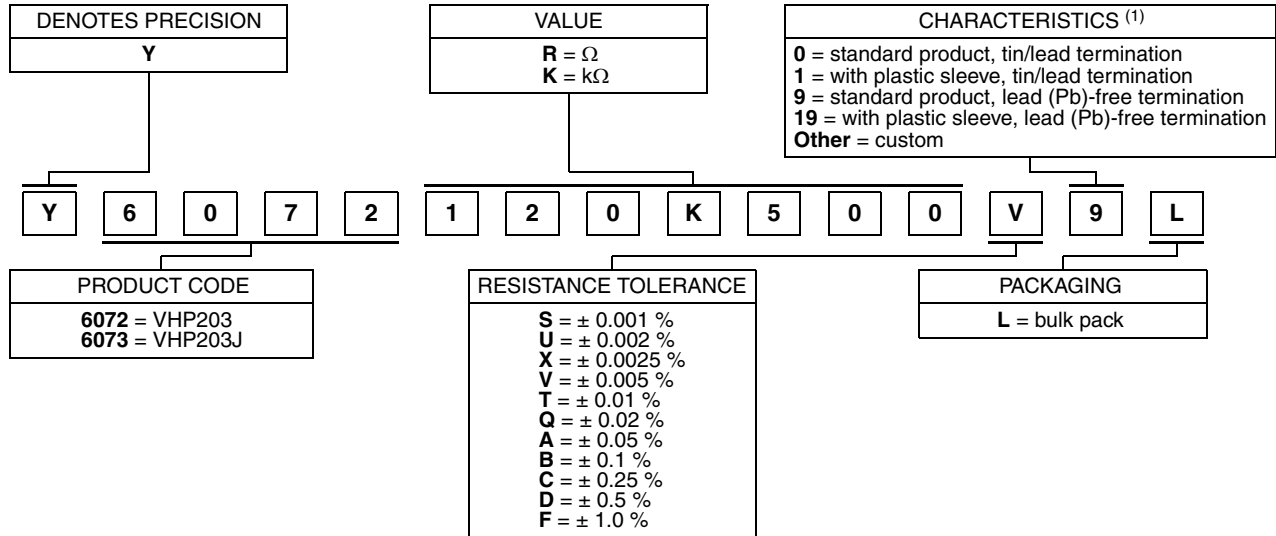 DENOTES PRECISION
Y
VALUE
R = Ω
K = kΩ
CHARACTERISTICS (1)
0 = standard product, tin/lead termination
1 = with plastic sleeve, tin/lead termination
9 = standard product, lead (Pb)-free termination
19 = with plastic sleeve, lead (Pb)-free termination
Other = custom
Y 6 0 7 2 1 2 0 K 5 0 0 V 9 L
PRODUCT CODE
6072 = VHP203
6073 = VHP203J
RESISTANCE TOLERANCE
S = ± 0.001 %
U = ± 0.002 %
X = ± 0.0025 %
V = ± 0.005 %
T = ± 0.01 %
Q = ± 0.02 %
A = ± 0.05 %
B = ± 0.1 %
C = ± 0.25 %
D = ± 0.5 %
F = ± 1.0 %
PACKAGING
L = bulk pack